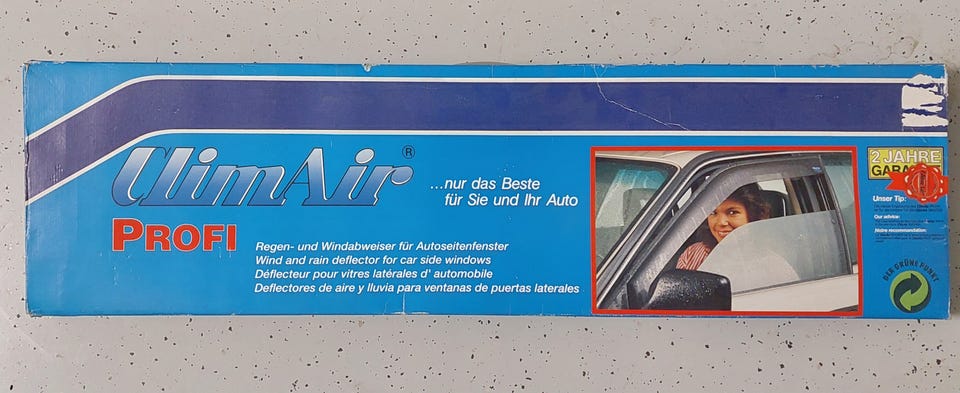 ClimAir®
PROFI
...nur das Beste
für Sie und Ihr Auto
Regen- und Windabweiser für Autoseitenfenster
Wind and rain deflector for car side windows
Déflecteur pour vitres latérales d' automobile
Deflectores de aire y lluvia para ventanas de puertas laterales
2 JAHRE
GARA
Unser Tip:
Our advice:
Notre recommandation:
DER GRÜNE PUNKT